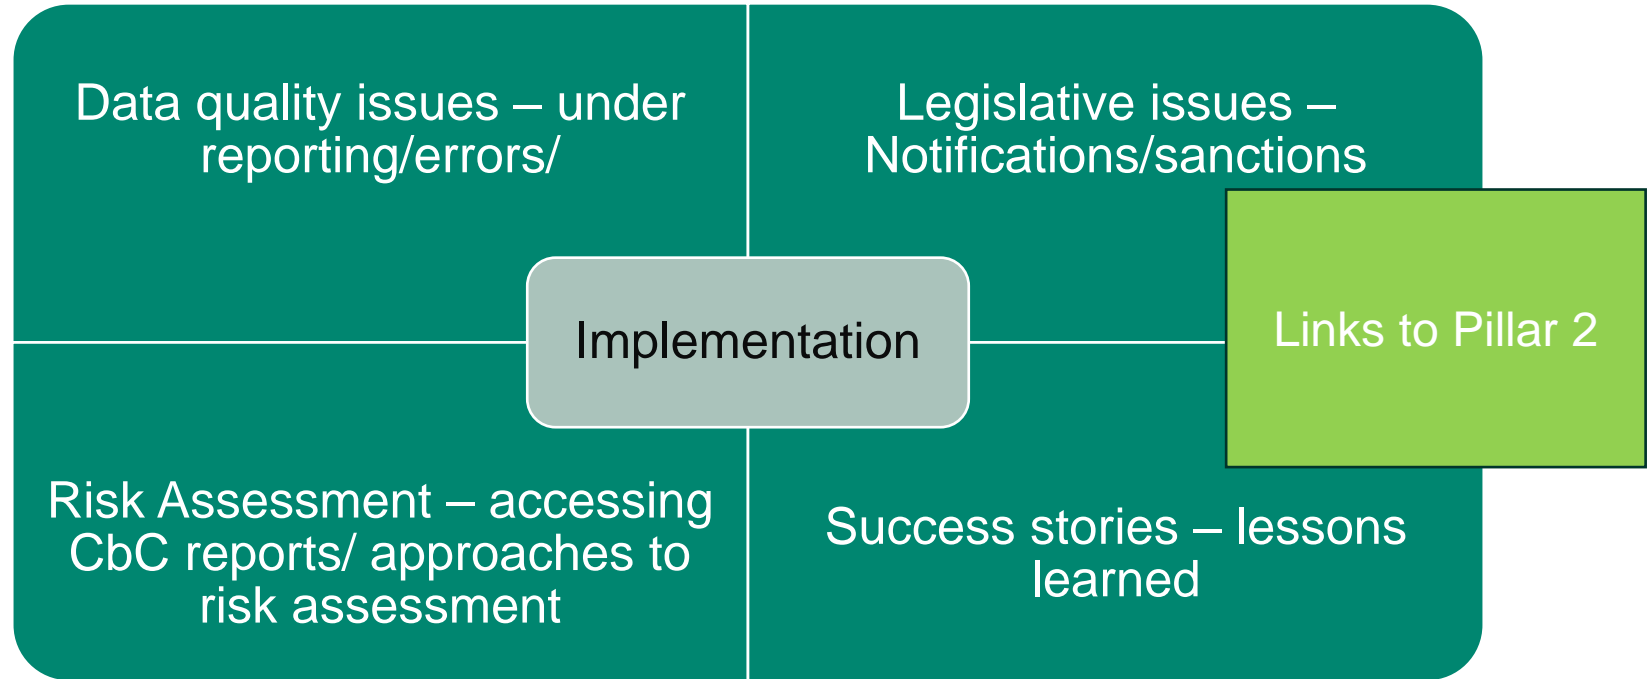 Data quality issues – under
reporting/errors/
Legislative issues –
Notifications/sanctions
Implementation
Links to Pillar 2
Risk Assessment – accessing
CbC reports/ approaches to
risk assessment
Success stories – lessons
learned